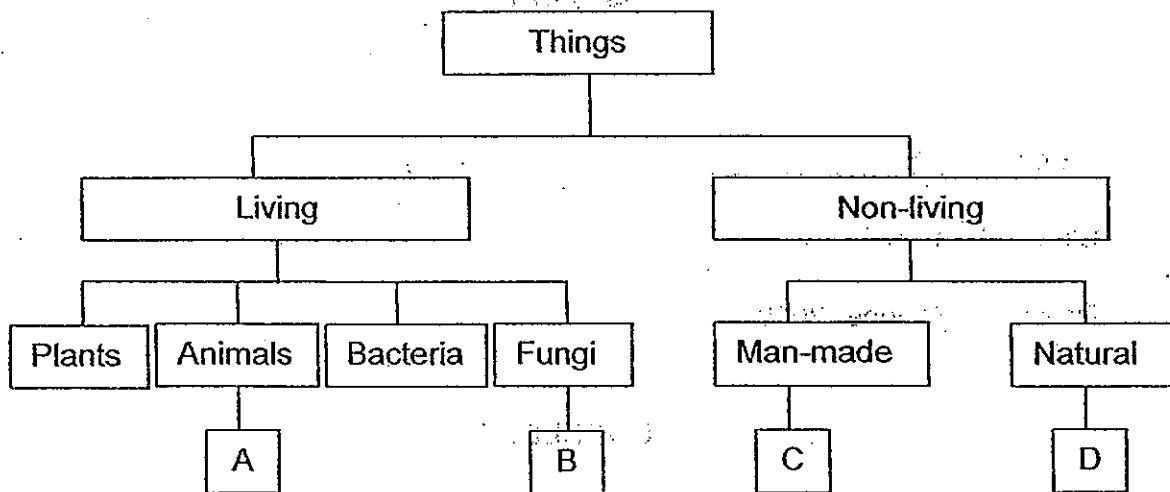 Things
Living
Non-living
Plants
Animals
Bacteria
Fungi
Man-made
Natural
A
B
C
D